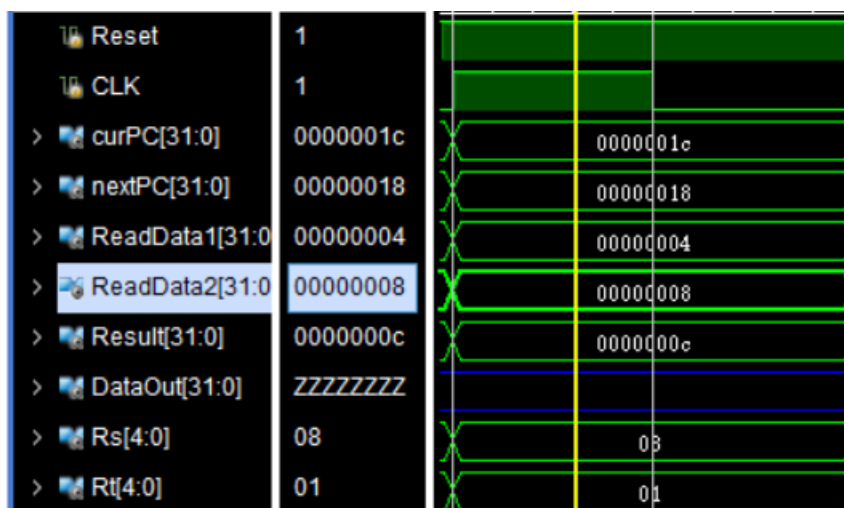 Reset 1
CLK 1
curPC[31:0] 0000001c 0000001c
nextPC[31:0] 00000018 00000018
ReadData1[31:0 00000004 00000004
ReadData2[31:0 00000008 00000008
Result[31:0] 0000000c 0000000c
DataOut[31:0] ZZZZZZZZ
Rs[4:0] 08 08
Rt[4:0] 01 01